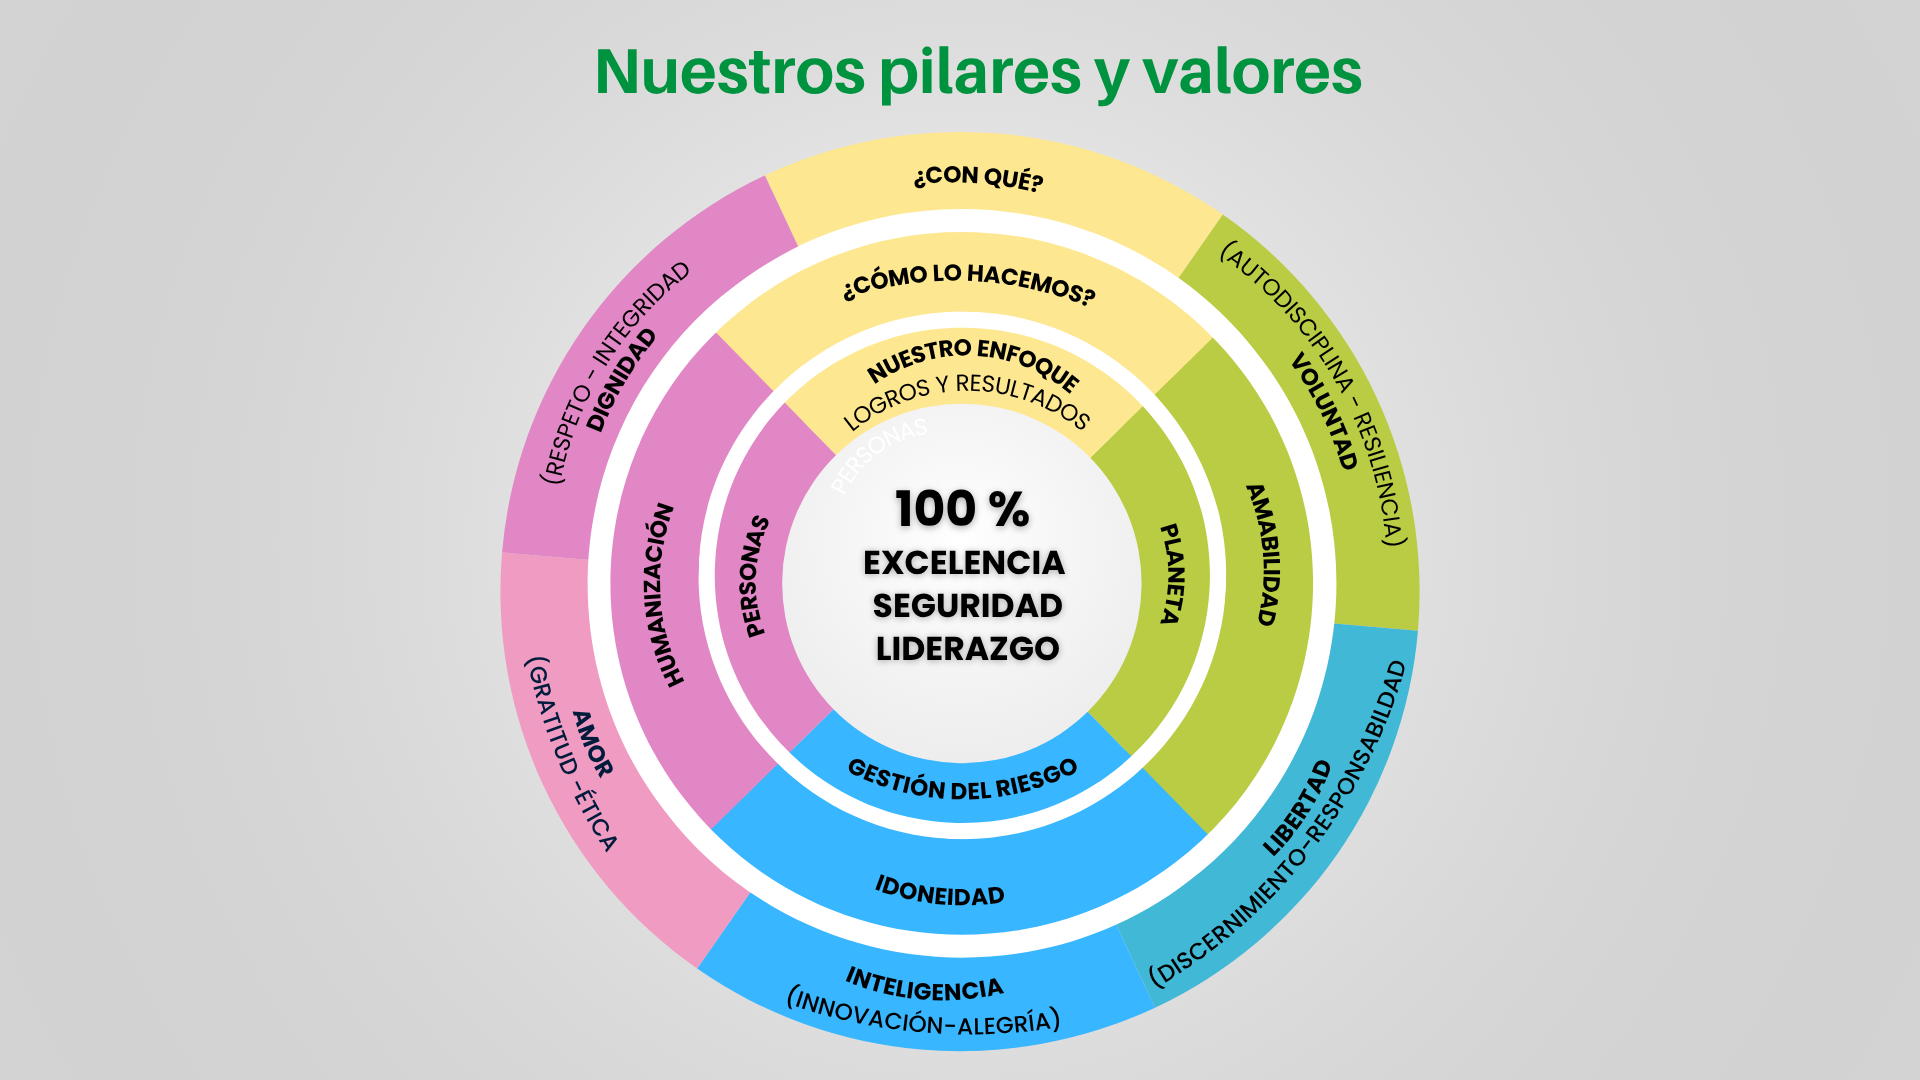 Nuestros pilares y valores
¿CON QUÉ?
¿CÓMO LO HACEMOS?
NUESTRO ENFOQUE
LOGROS Y RESULTADOS
PERSONAS
100 %
EXCELENCIA
SEGURIDAD
LIDERAZGO
PERSONAS
PLANETA
GESTIÓN DEL RIESGO
HUMANIZACIÓN
AMABILIDAD
IDONEIDAD
(RESPETO - INTEGRIDAD
DIGNIDAD
(AUTODISCIPLINA - RESILIENCIA)
VOLUNTAD
AMOR
(GRATITUD -ÉTICA
LIBERTAD
(DISCERNIMIENTO-RESPONSABILDAD
INTELIGENCIA
(INNOVACIÓN-ALEGRÍA)